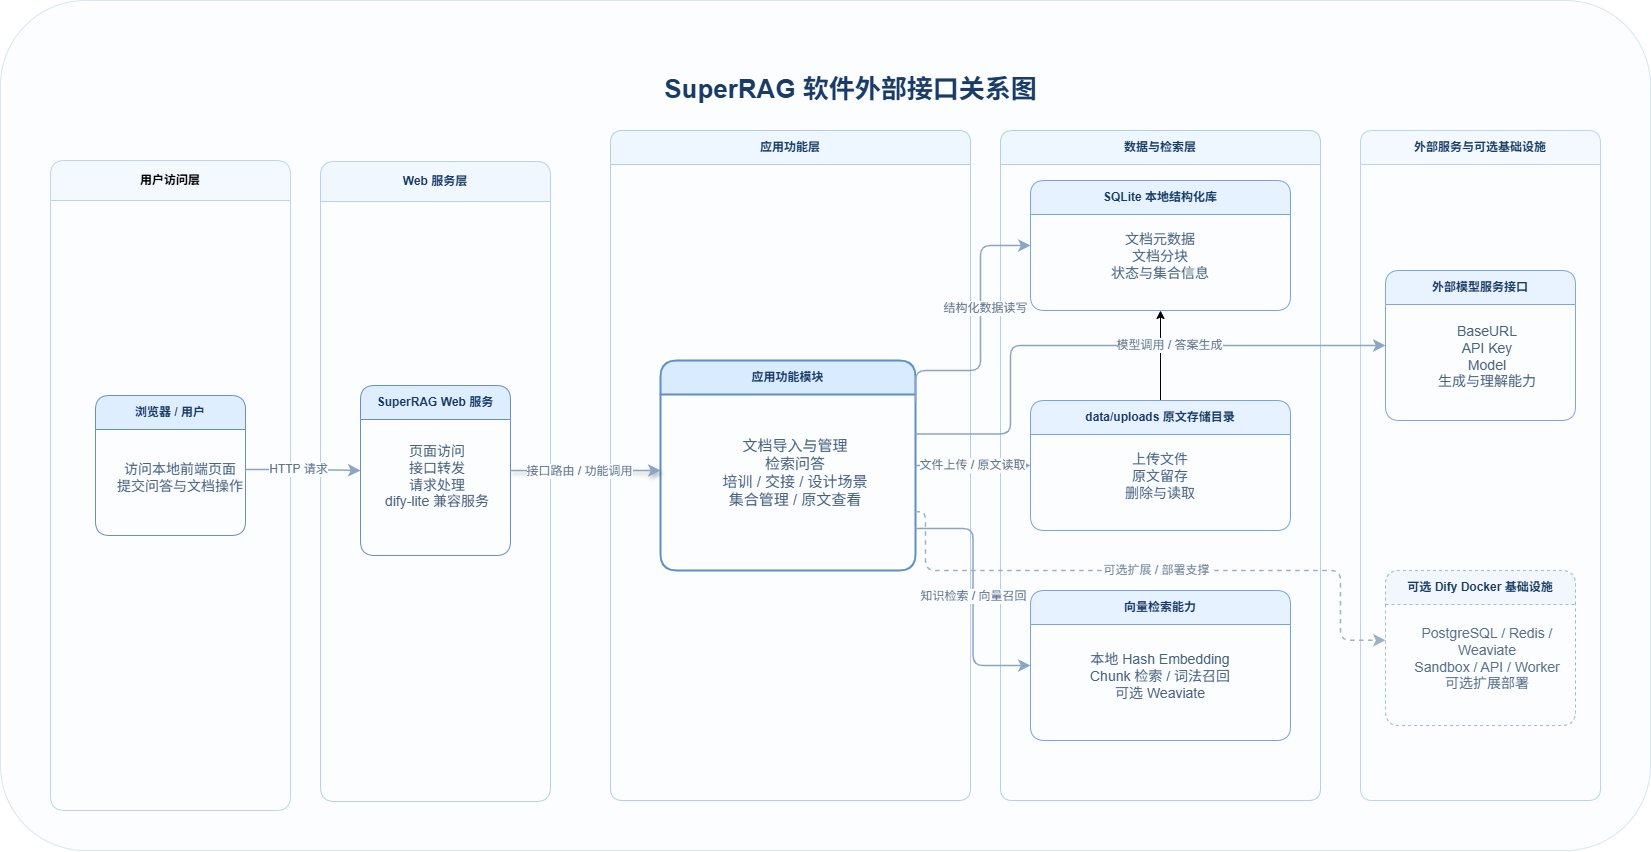 SuperRAG 软件外部接口关系图
用户访问层
浏览器 / 用户
访问本地前端页面
提交问答与文档操作
HTTP 请求
Web 服务层
SuperRAG Web 服务
页面访问
接口转发
请求处理
dify-lite 兼容服务
接口路由 / 功能调用
应用功能层
应用功能模块
文档导入与管理
检索问答
培训 / 交接 / 设计场景
集合管理 / 原文查看
结构化数据读写
模型调用 / 答案生成
文件上传 / 原文读取
可选扩展 / 部署支撑
知识检索 / 向量召回
数据与检索层
SQLite 本地结构化库
文档元数据
文档分块
状态与集合信息
data/uploads 原文存储目录
上传文件
原文留存
删除与读取
向量检索能力
本地 Hash Embedding
Chunk 检索 / 词法召回
可选 Weaviate
外部服务与可选基础设施
外部模型服务接口
BaseURL
API Key
Model
生成与理解能力
可选 Dify Docker 基础设施
PostgreSQL / Redis /
Weaviate
Sandbox / API / Worker
可选扩展部署